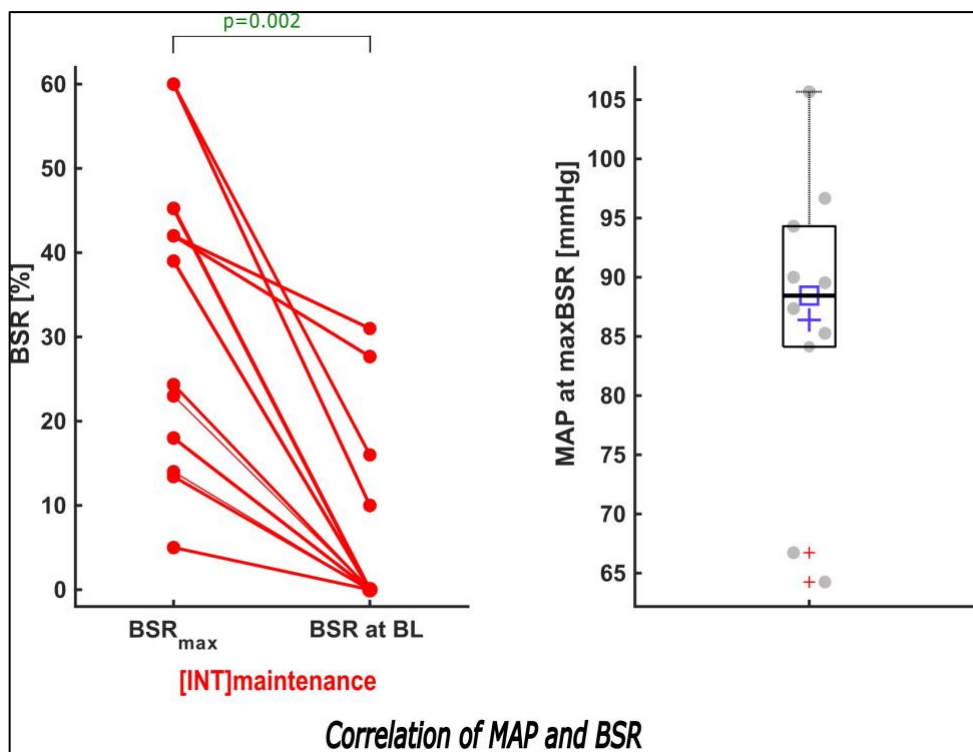 p=0.002
60
50
40
30
20
10
0
BSR [%]
BSRmax
BSR at BL
[INT]maintenance
105
100
95
90
85
80
75
70
65
MAP at maxBSR [mmHg]
Correlation of MAP and BSR